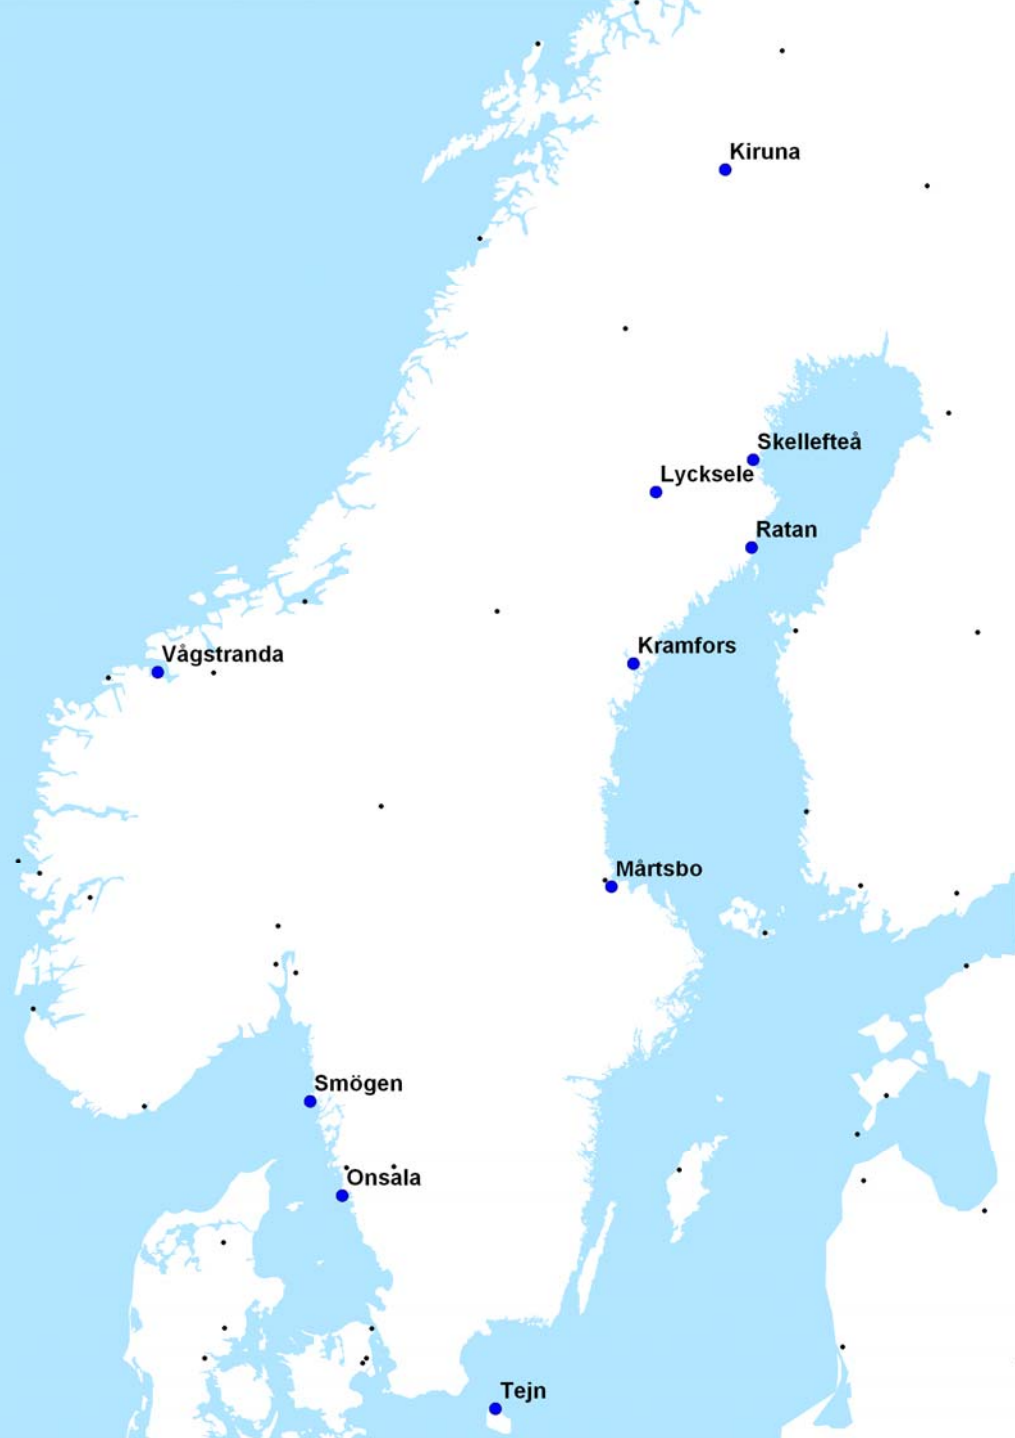 Kiruna
Skellefteå
Lycksele
Ratan
Kramfors
Vågstranda
Mårtsbo
Smögen
Onsala
Tejn